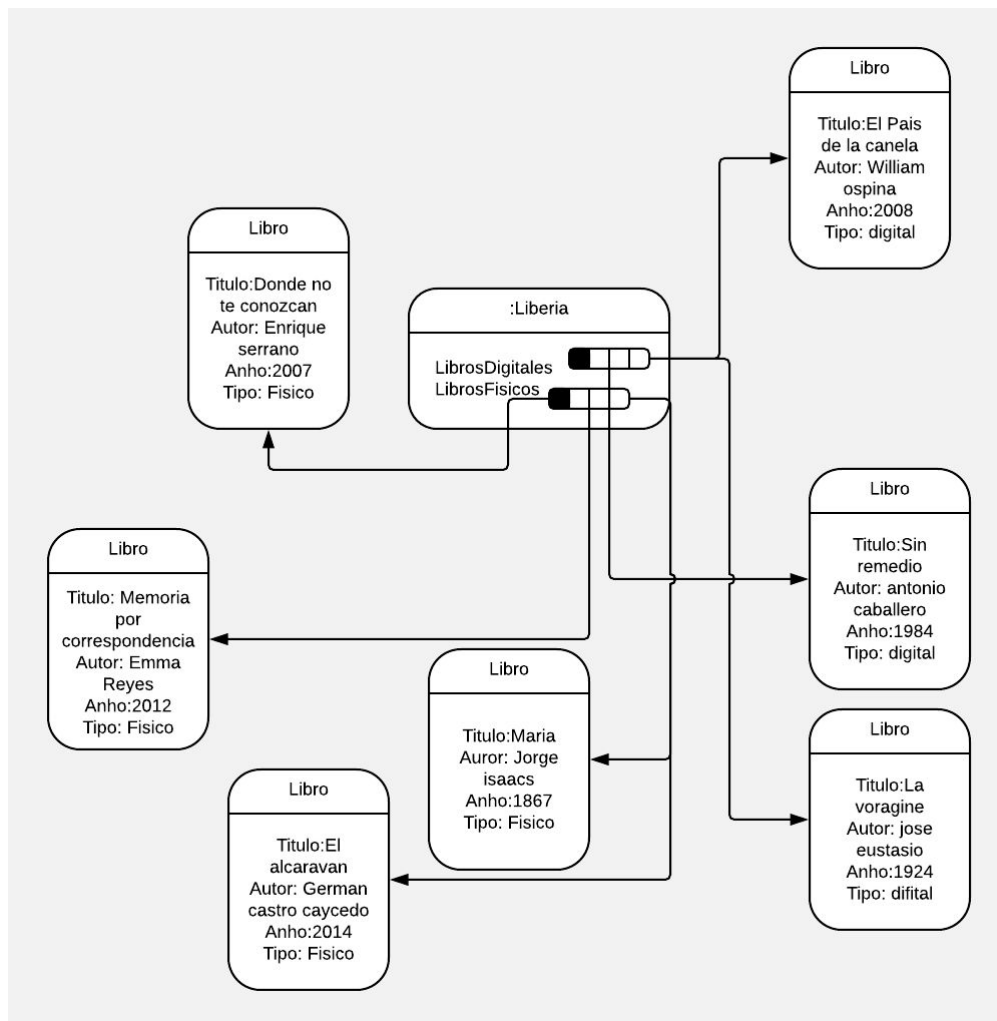 Libro
Titulo:El Pais
de la canela
Autor: William
ospina
Anho:2008
Tipo: digital
Libro
Titulo:Donde no
te conozcan
Autor: Enrique
serrano
Anho:2007
Tipo: Fisico
:Liberia
LibrosDigitales
LibrosFisicos
Libro
Titulo:Sin
remedio
Autor: antonio
caballero
Anho:1984
Tipo: digital
Libro
Titulo: Memoria
por
correspondencia
Autor: Emma
Reyes
Anho:2012
Tipo: Fisico
Libro
Titulo:Maria
Auror: Jorge
isaacs
Anho:1867
Tipo: Fisico
Libro
Titulo:La
voragine
Autor: jose
eustasio
Anho:1924
Tipo: difital
Libro
Titulo:El
alcaravan
Autor: German
castro caycedo
Anho:2014
Tipo: Fisico